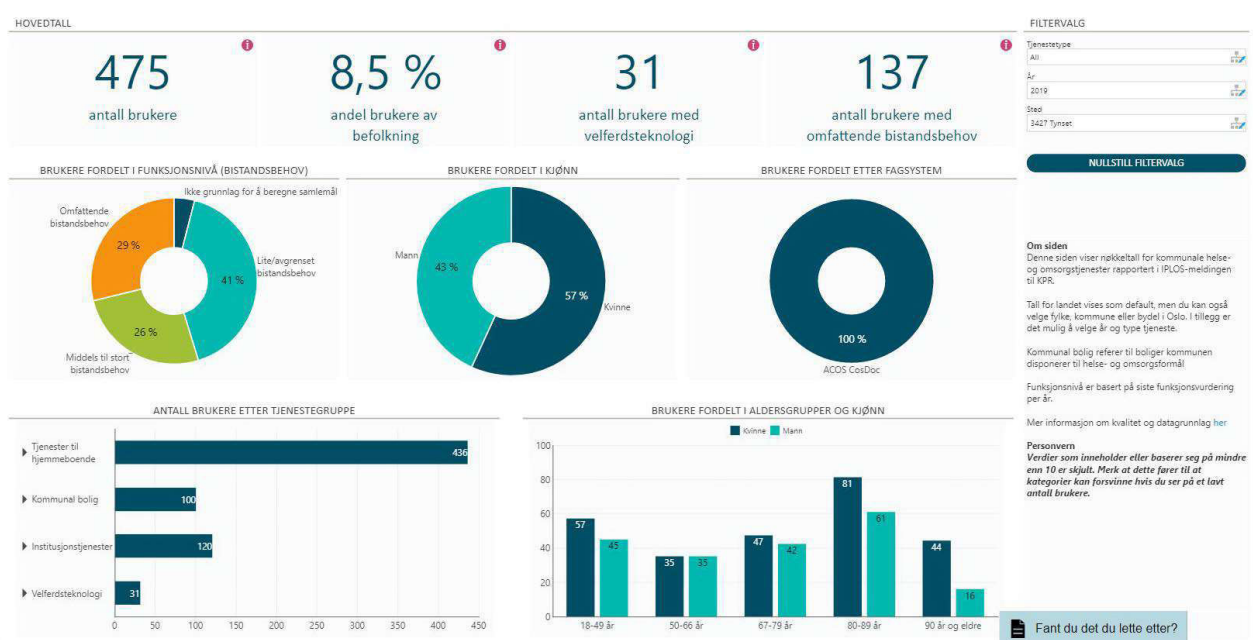 HOVEDTALL
475
antall brukere
8,5 %
andel brukere av
befolkning
31
antall brukere med
velferdsteknologi
137
antall brukere med
omfattende bistandsbehov
FILTERVALG
Tjenestetype
All
År
2019
Sted
3427 Tynset
NULLSTILL FILTERVALG
BRUKERE FORDELT I FUNKSJONSNIVÅ (BISTANDSBEHOV)
Ikke grunnlag for å beregne samlemål
Omfattende
bistandsbehov
29 %
Lite/avgrenset
bistandsbehov
41 %
26 %
Middels til stort
bistandsbehov
BRUKERE FORDELT I KJØNN
Mann
43 %
57 %
Kvinne
BRUKERE FORDELT ETTER FAGSYSTEM
100 %
ACOS CosDoc
Om siden
Denne siden viser nøkkeltall for kommunale helse-
og omsorgstjenester rapportert i IPLOS-meldingen
til KPR.
Tall for landet vises som default, men du kan også
velge fylke, kommune eller bydel i Oslo. I tillegg er
det mulig å velge år og type tjeneste.
Kommunal bolig referer til boliger kommunen
disponerer til helse- og omsorgsformål
Funksjonsnivå er basert på siste funksjonsvurdering
per år.
Mer informasjon om kvalitet og datagrunnlag her
Personvern
Verdier som inneholder eller baserer seg på mindre
enn 10 er skjult. Merk at dette fører til at
kategorier kan forsvinne hvis du ser på et lavt
antall brukere.
ANTALL BRUKERE ETTER TJENESTEGRUPPE
Tjenester til
hjemmeboende
436
Kommunal bolig
100
Institusjonstjenester
120
Velferdsteknologi
31
0 50 100 150 200 250 300 350 400 450
BRUKERE FORDELT I ALDERSGRUPPER OG KJØNN
Kvinne Mann
100
80
60
40
20
0
57 45
35 35
47 42
81 61
44 16
18-49 år 50-66 år 67-79 år 80-89 år 90 år og eldre
Fant du det du lette etter?